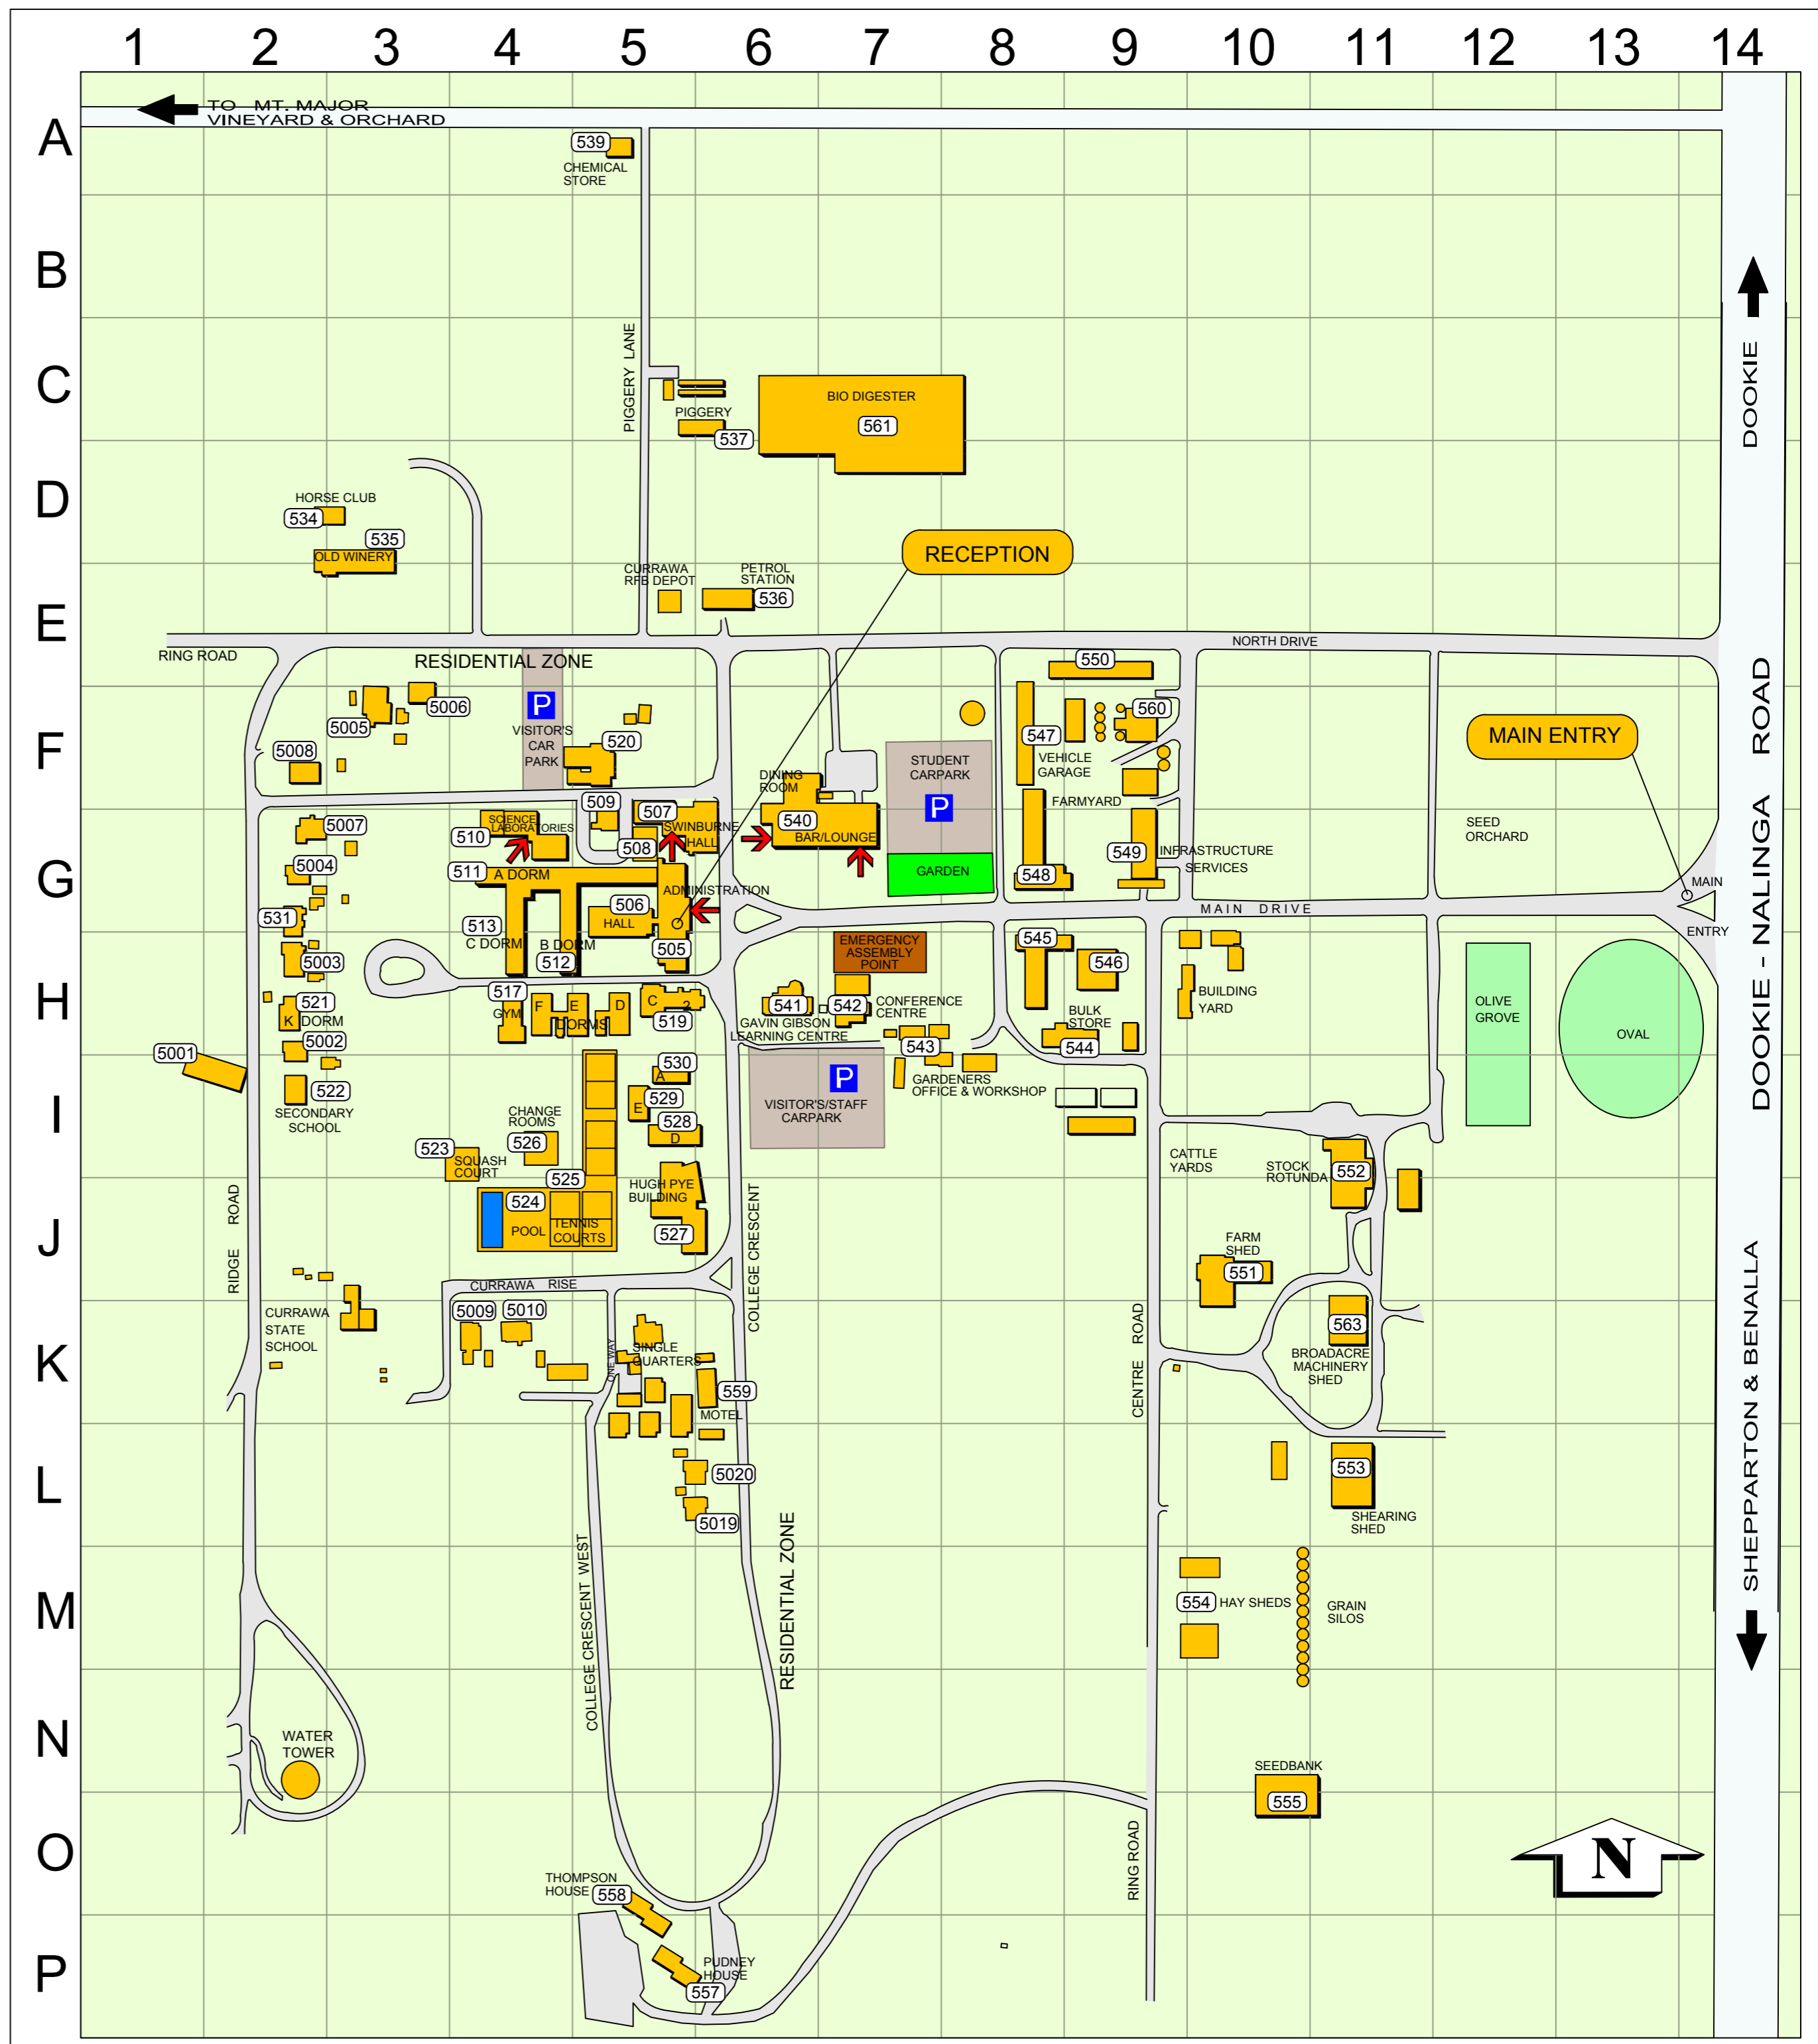 1 2 3 4 5 6 7 8 9 10 11 12 13 14
A
B
C
D
E
F
G
H
I
J
K
L
M
N
O
P
TO MT. MAJOR
VINEYARD & ORCHARD
539
CHEMICAL
STORE
PIGGERY LANE
PIGGERY
537
BIO DIGESTER
561
DOOKIE
HORSE CLUB
534
535
OLD WINERY
RECEPTION
CURRAWA
RFB DEPOT
PETROL
STATION
536
RING ROAD
RESIDENTIAL ZONE
NORTH DRIVE
550
5006
5005
5008
P
VISITOR'S
CAR
PARK
520
DINING
ROOM
STUDENT
CARPARK
P
547
VEHICLE
GARAGE
560
MAIN ENTRY
DOOKIE - NALINGA ROAD
FARMYARD
509
507
SWINBURNE
HALL
508
510
SCIENCE
LABORATORIES
540
BAR/LOUNGE
5007
5004
531
511
A DORM
ADMINISTRATION
506
HALL
513
C DORM
B DORM
512
505
GARDEN
548
549
INFRASTRUCTURE
SERVICES
SEED
ORCHARD
MAIN
ENTRY
MAIN DRIVE
EMERGENCY
ASSEMBLY
POINT
545
546
5003
521
K DORM
5002
5001
522
SECONDARY
SCHOOL
517
GYM
F
E
D
DORMS
C
2
519
541
GAVIN GIBSON
LEARNING CENTRE
542
CONFERENCE
CENTRE
543
GARDENERS
OFFICE & WORKSHOP
BULK
STORE
544
BUILDING
YARD
OLIVE
GROVE
OVAL
530
A
529
E
528
D
P
VISITOR'S/STAFF
CARPARK
CHANGE
ROOMS
526
523
SQUASH
COURT
525
524
POOL
TENNIS
COURTS
HUGH PYE
BUILDING
527
CATTLE
YARDS
STOCK
ROTUNDA
552
RIDGE ROAD
COLLEGE CRESCENT
FARM
SHED
551
CURRAWA RISE
CURRAWA
STATE
SCHOOL
5009
5010
ONE WAY
SINGLE
QUARTERS
559
MOTEL
CENTRE ROAD
563
BROADACRE
MACHINERY
SHED
SHEPPARTON & BENALLA
5020
5019
553
SHEARING
SHED
COLLEGE CRESCENT WEST
RESIDENTIAL ZONE
554
HAY SHEDS
GRAIN
SILOS
WATER
TOWER
SEEDBANK
555
RING ROAD
N
THOMPSON
HOUSE
558
PUDNEY
HOUSE
557